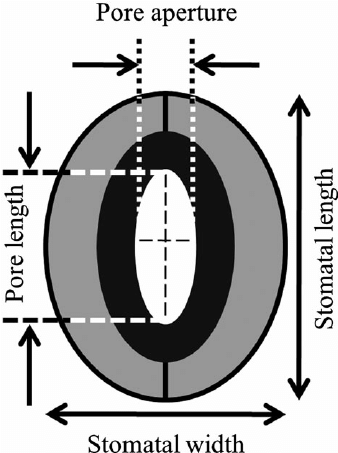 Pore aperture
Pore length
Stomatal length
Stomatal width